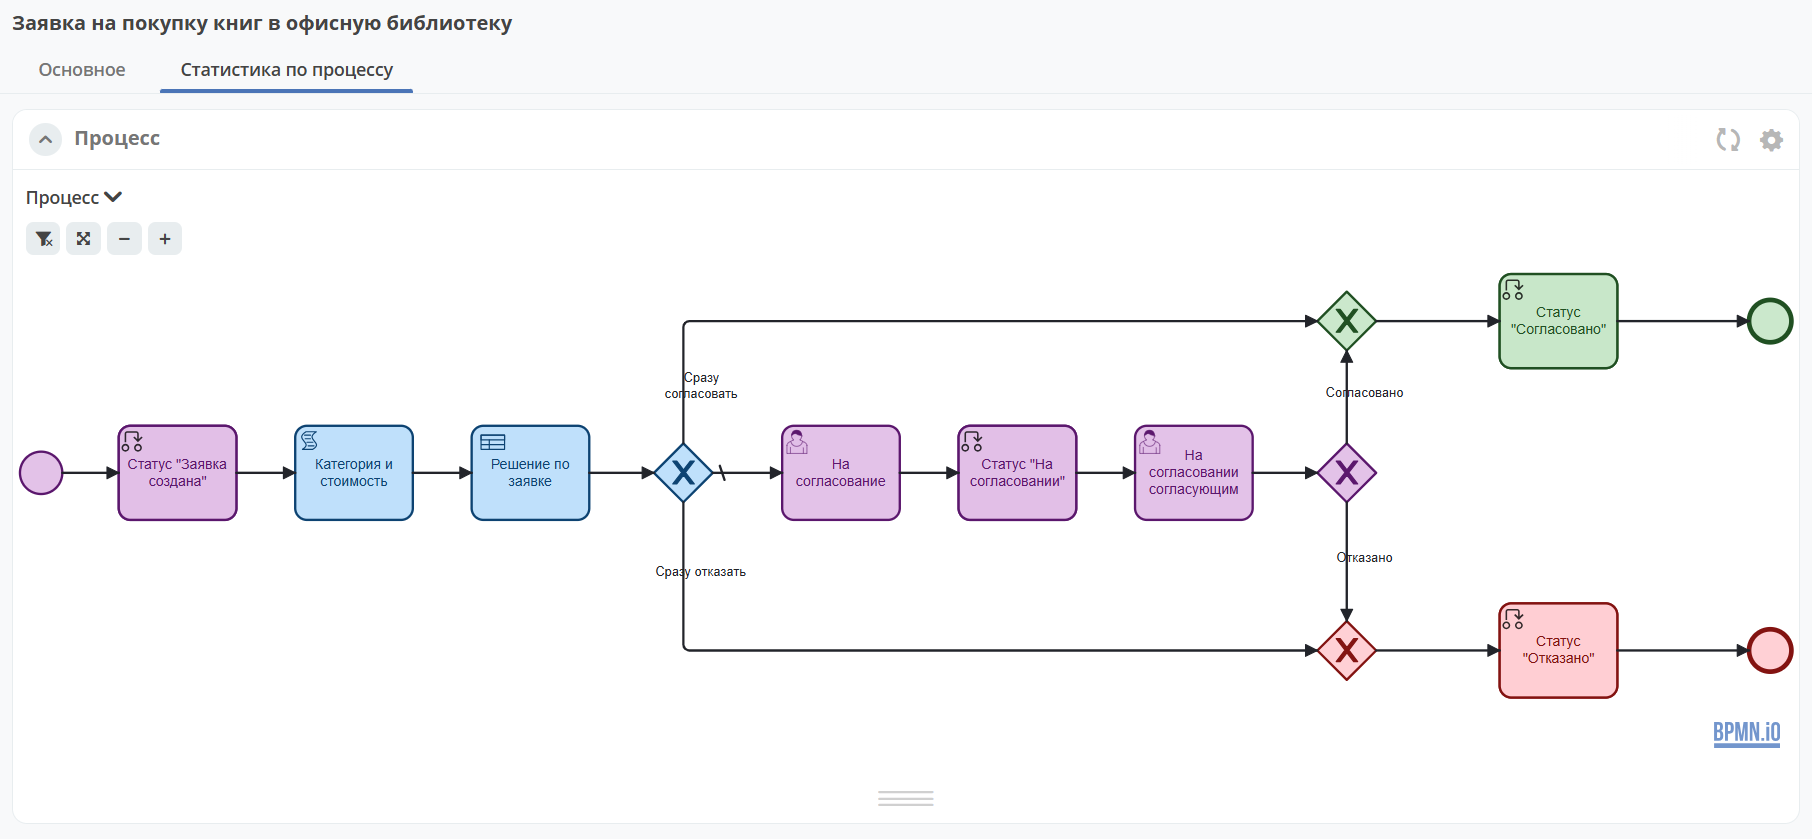 Заявка на покупку книг в офисную библиотеку
Основное
Статистика по процессу
Процесс
Процесс
Статус "Заявка
создана"
Категория и
стоимость
Решение по
заявке
Сразу
согласовать
Сразу отказать
На
согласование
Статус "На
согласовании"
На
согласовании
согласующим
Согласовано
Отказано
Статус
"Согласовано"
Статус
"Отказано"
BPMN.iO